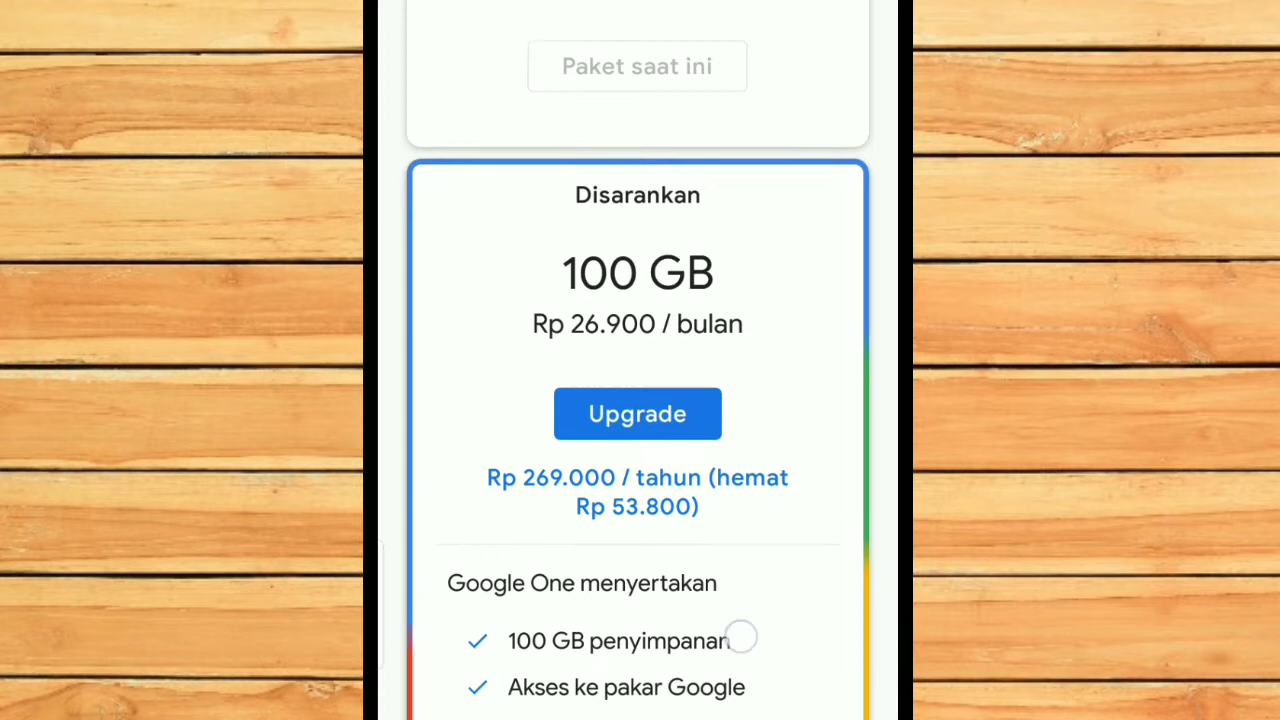 Paket saat ini
Disarankan
100 GB
Rp 26.900 / bulan
Upgrade
Rp 269.000 / tahun (hemat
Rp 53.800)
Google One menyertakan
100 GB penyimpanan
Akses ke pakar Google